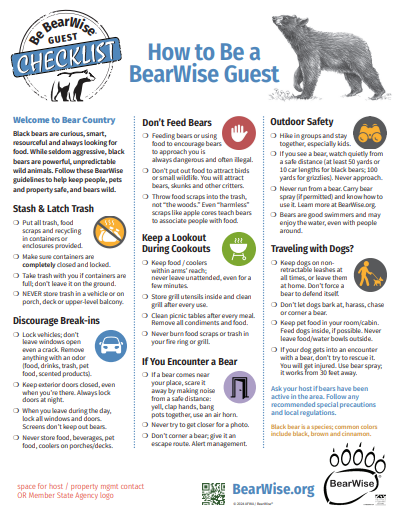 Be BearWise®
GUEST
CHECKLIST
How to Be a
BearWise Guest
Welcome to Bear Country
Black bears are curious, smart,
resourceful and always looking for
food. While seldom aggressive, black
bears are powerful, unpredictable
wild animals. Follow these BearWise
guidelines to help keep people, pets
and property safe, and bears wild.
Stash & Latch Trash
Put all trash, food
scraps and recycling
in containers or
enclosures provided.
Make sure containers are
completely closed and locked.
Take trash with you if containers are
full; don't leave it on the ground.
NEVER store trash in a vehicle or on
porch, deck or upper-level balcony.
Discourage Break-ins
Lock vehicles; don't
leave windows open
even a crack. Remove
anything with an odor
(food, drinks, trash, pet
food, scented products).
Keep exterior doors closed, even
when you're there. Always lock
doors at night.
When you leave during the day,
lock all windows and doors.
Screens don't keep out bears.
Never store food, beverages, pet
food, coolers on porches/decks.
Don't Feed Bears
Feeding bears or using
food to encourage bears
to approach you is
always dangerous and often illegal.
Don't put out food to attract birds
or small wildlife. You will attract
bears, skunks and other critters.
Throw food scraps into the trash,
not "the woods." Even "harmless"
scraps like apple cores teach bears
to associate people with food.
Keep a Lookout
During Cookouts
Keep food / coolers
within arms' reach;
never leave unattended, even for a
few minutes.
Store grill utensils inside and clean
grill after every use.
Clean picnic tables after every meal.
Remove all condiments and food.
Never burn food scraps or trash in
your fire ring or grill.
If You Encounter a Bear
If a bear comes near
your place, scare it
away by making noise
from a safe distance:
yell, clap hands, bang
pots together, use an air horn.
Never try to get closer for a photo.
Don't corner a bear; give it an
escape route. Alert management.
Outdoor Safety
Hike in groups and stay
together, especially kids.
If you see a bear, watch quietly from
a safe distance (at least 50 yards or
10 car lengths for black bears; 100
yards for grizzlies). Never approach.
Never run from a bear. Carry bear
spray (if permitted) and know how to
use it. Learn more at BearWise.org.
Bears are good swimmers and may
enjoy the water, even with people
around.
Traveling with Dogs?
Keep dogs on non-
retractable leashes at
all times, or leave them
at home. Don't force a
bear to defend itself.
Don't let dogs bark at, harass, chase
or corner a bear.
Keep pet food in your room/cabin.
Feed dogs inside, if possible. Never
leave food/water bowls outside.
If your dog gets into an encounter
with a bear, don't try to rescue it.
You will get injured. Use bear spray;
it works from 30 feet away.
Ask your host if bears have been
active in the area. Follow any
recommended special precautions
and local regulations.
Black bear is a species; common colors
include black, brown and cinnamon.
space for host / property mgmt contact
OR Member State Agency logo
BearWise.org
BearWise®